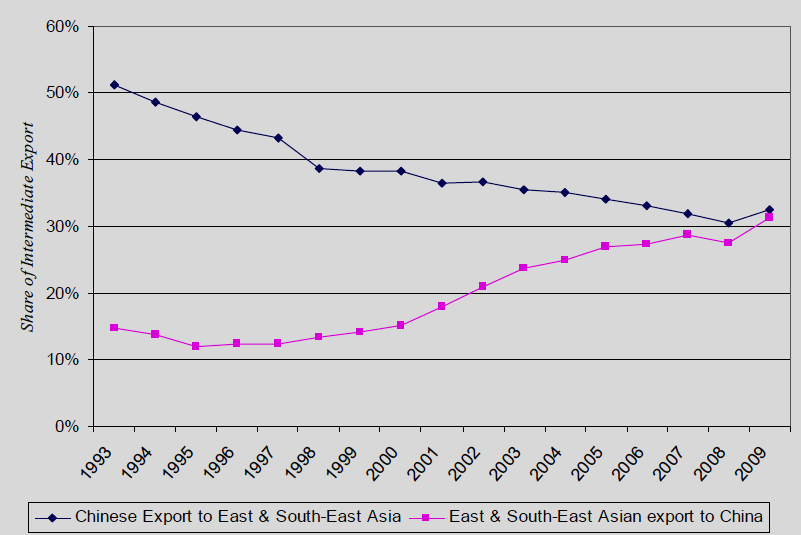 60%
50%
40%
30%
20%
10%
0%
Share of Intermediate Export
1993 1994 1995 1996 1997 1998 1999 2000 2001 2002 2003 2004 2005 2006 2007 2008 2009
Chinese Export to East & South-East Asia East & South-East Asian export to China